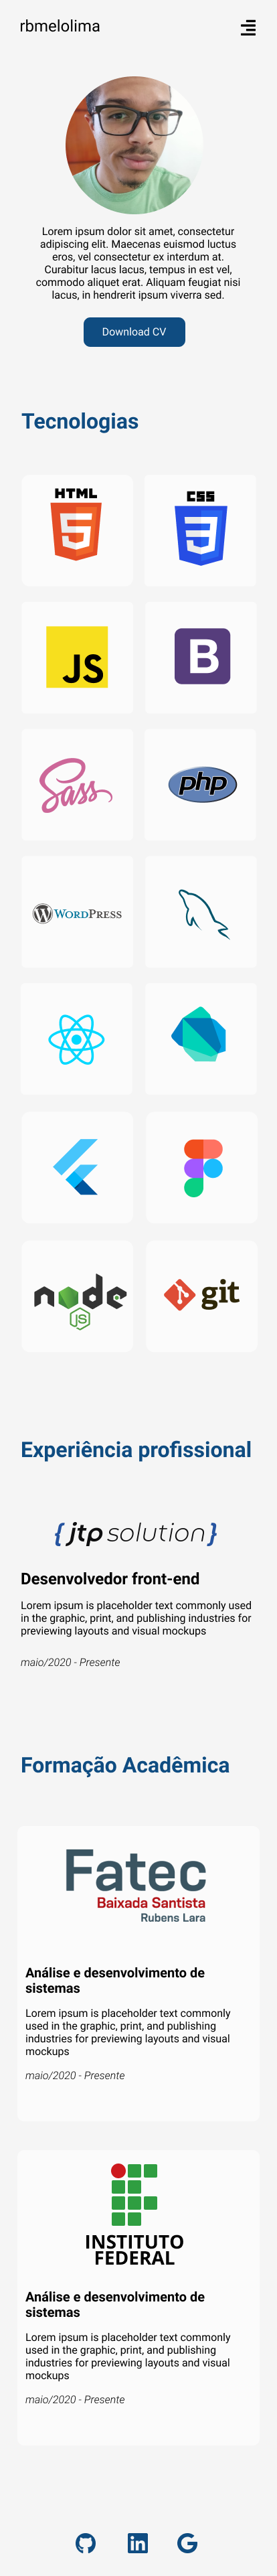 rbmelolima
Lorem ipsum dolor sit amet, consectetur
adipiscing elit. Maecenas euismod luctus
eros, vel consectetur ex interdum at.
Curabitur lacus lacus, tempus in est vel,
commodo aliquet erat. Aliquam feugiat nisi
lacus, in hendrerit ipsum viverra sed.
Download CV
Tecnologias
HTML
5
CSS
3
JS
B
Sass
php
W WORDPRESS
node
JS
git
Experiência profissional
{ jtp solution }
Desenvolvedor front-end
Lorem ipsum is placeholder text commonly used
in the graphic, print, and publishing industries for
previewing layouts and visual mockups
maio/2020 - Presente
Formação Acadêmica
Fatec
Baixada Santista
Rubens Lara
Análise e desenvolvimento de
sistemas
Lorem ipsum is placeholder text commonly
used in the graphic, print, and publishing
industries for previewing layouts and visual
mockups
maio/2020 - Presente
INSTITUTO
FEDERAL
Análise e desenvolvimento de
sistemas
Lorem ipsum is placeholder text commonly
used in the graphic, print, and publishing
industries for previewing layouts and visual
mockups
maio/2020 - Presente
in
G